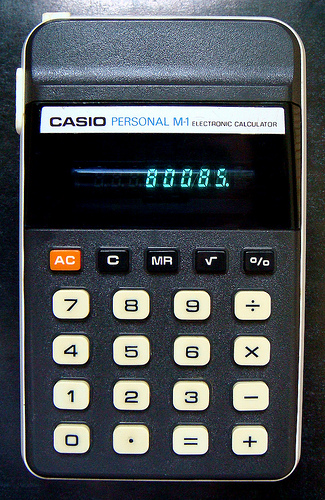 CASIO PERSONAL M-1 ELECTRONIC CALCULATOR
80085.
AC C MR √ %
7 8 9 ÷
4 5 6 ×
1 2 3 −
0 · = +